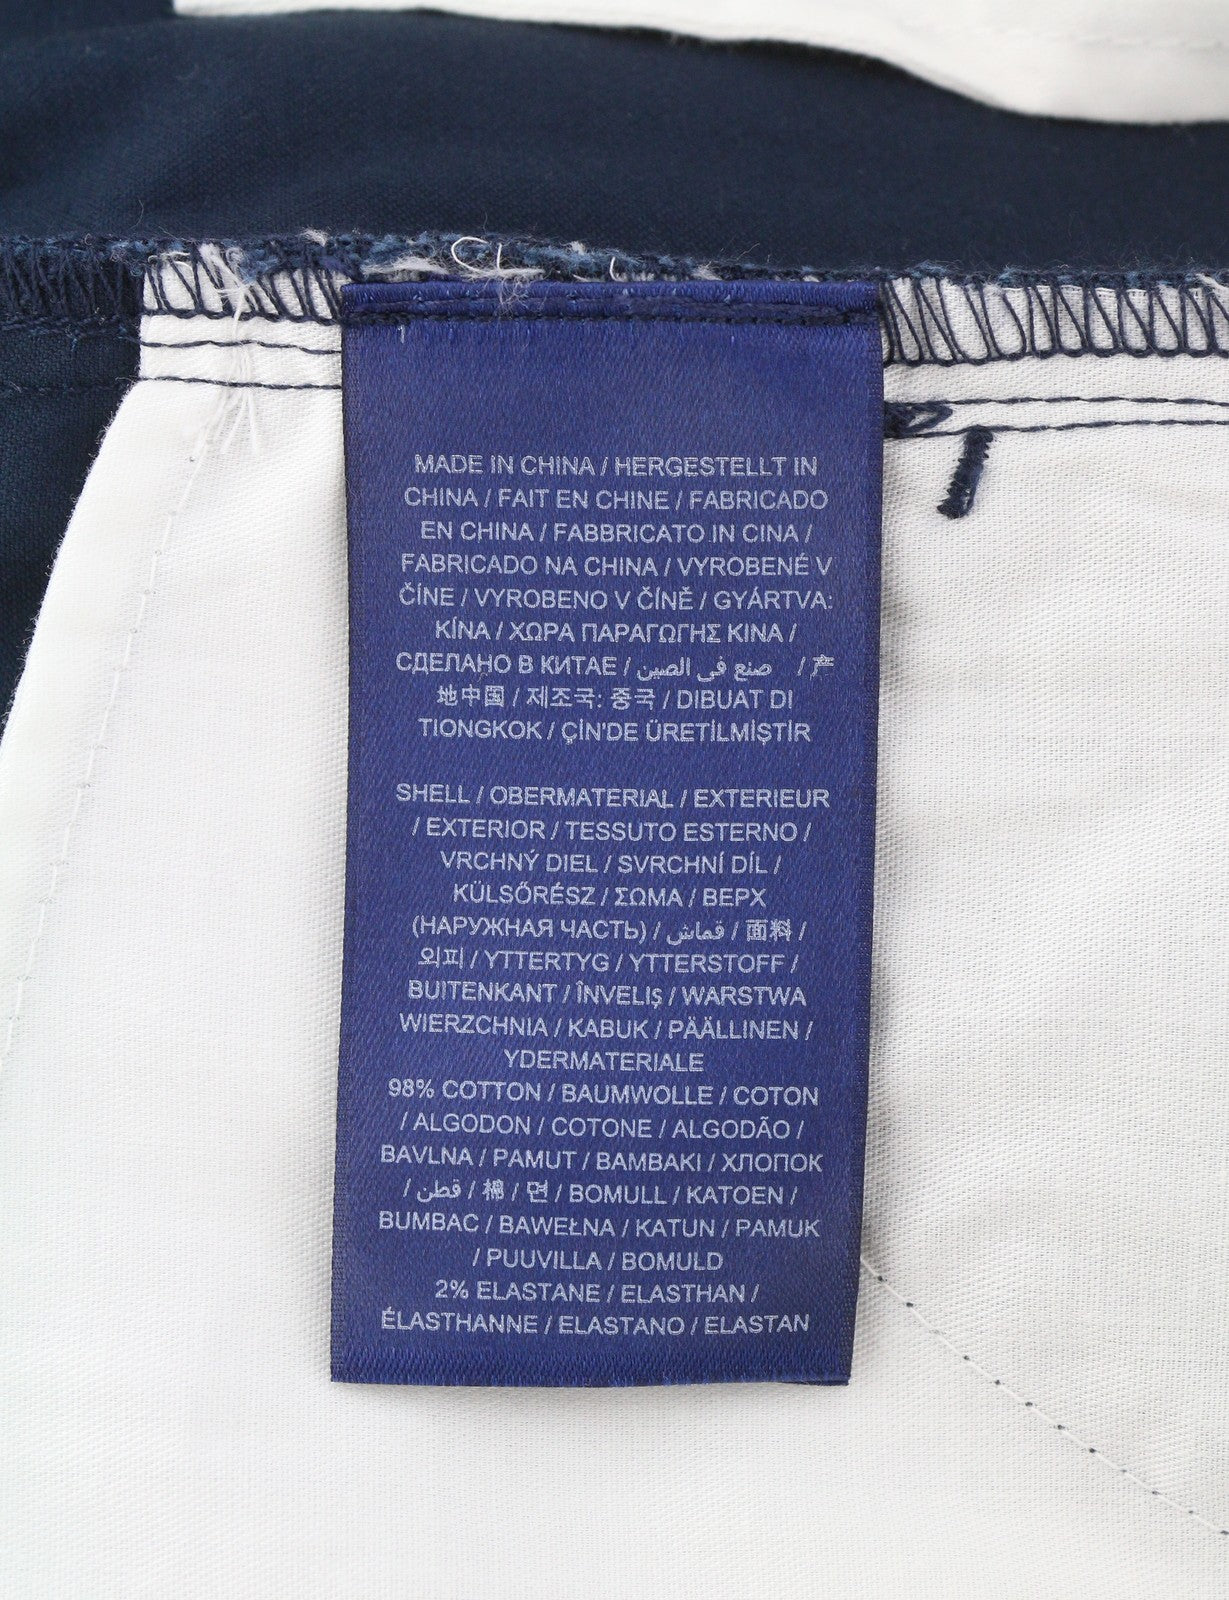 MADE IN CHINA / HERGESTELLT IN
CHINA / FAIT EN CHINE / FABRICADO
EN CHINA / FABBRICATO IN CINA /
FABRICADO NA CHINA / VYROBENÉ V
ČÍNE / VYROBENO V ČÍNĚ / GYÁRTVA:
KÍNA / ΧΩΡΑ ΠΑΡΑΓΩΓΗΣ ΚΙΝΑ /
СДЕЛАНО В КИТАЕ / صنع في الصين / 产
地中国 / 제조국: 중국 / DIBUAT DI
TIONGKOK / ÇİN'DE ÜRETİLMİŞTİR
SHELL / OBERMATERIAL / EXTERIEUR
/ EXTERIOR / TESSUTO ESTERNO /
VRCHNÝ DIEL / SVRCHNÍ DÍL /
KÜLSŐRÉSZ / ΣΩΜΑ / ВЕРХ
(НАРУЖНАЯ ЧАСТЬ) / قماش / 面料 /
외피 / YTTERTYG / YTTERSTOFF /
BUITENKANT / ÎNVELIŞ / WARSTWA
WIERZCHNIA / KABUK / PÄÄLLINEN /
YDERMATERIALE
98% COTTON / BAUMWOLLE / COTON
/ ALGODON / COTONE / ALGODÃO /
BAVLNA / PAMUT / ΒΑΜΒΑΚΙ / ХЛОПОК
/ قطن / 棉 / 면 / BOMULL / KATOEN /
BUMBAC / BAWEŁNA / KATUN / PAMUK
/ PUUVILLA / BOMULD
2% ELASTANE / ELASTHAN /
ÉLASTHANNE / ELASTANO / ELASTAN